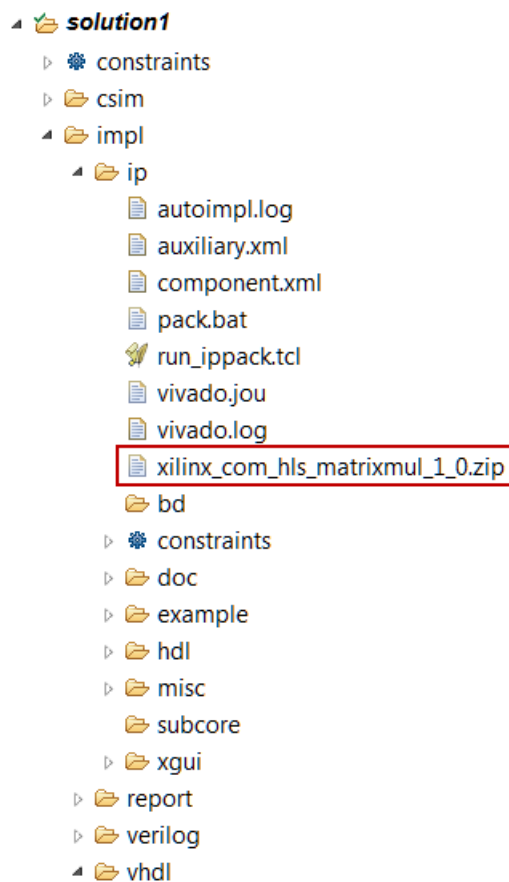 solution1
constraints
csim
impl
ip
autoimpl.log
auxiliary.xml
component.xml
pack.bat
run_ippack.tcl
vivado.jou
vivado.log
xilinx_com_hls_matrixmul_1_0.zip
bd
constraints
doc
example
hdl
misc
subcore
xgui
report
verilog
vhdl